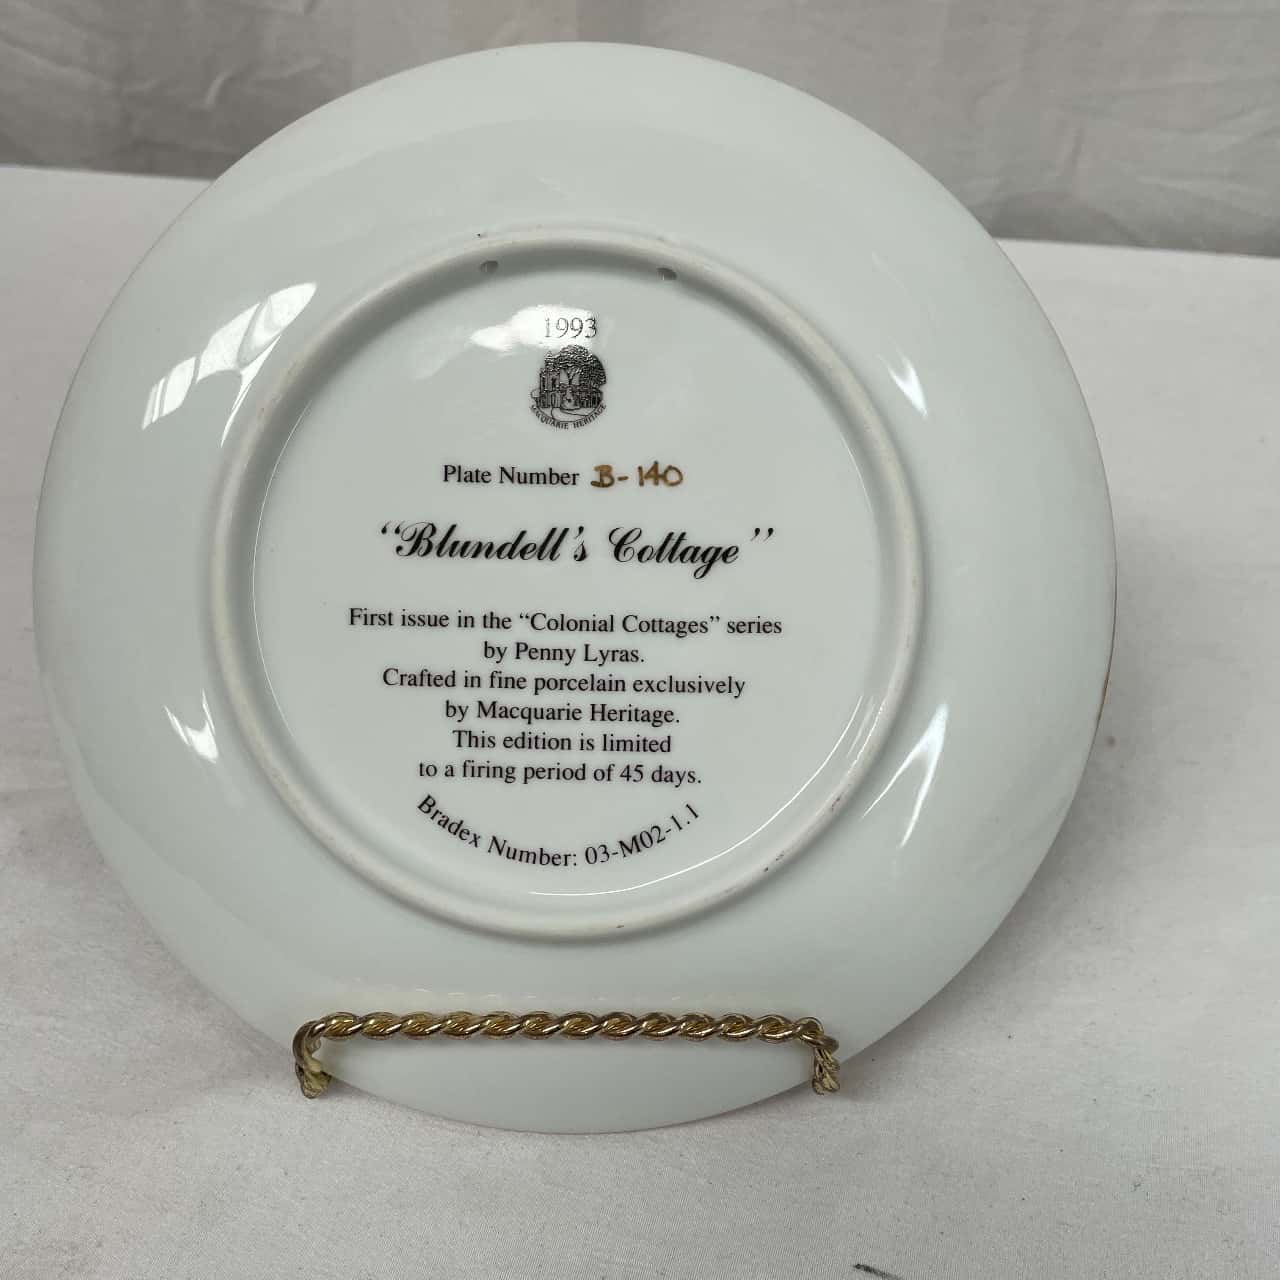 1993
MACQUARIE HERITAGE
Plate Number B-140
“Blundell’s Cottage”
First issue in the “Colonial Cottages” series
by Penny Lyras.
Crafted in fine porcelain exclusively
by Macquarie Heritage.
This edition is limited
to a firing period of 45 days.
Bradex Number: 03-M02-1.1